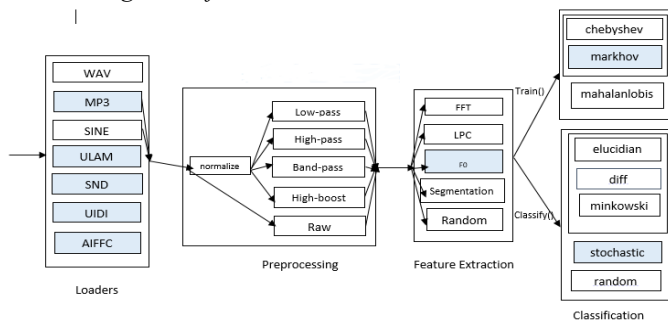 WAV
MP3
SINE
ULAM
SND
UIDI
AIFFC
Loaders
normalize
Low-pass
High-pass
Band-pass
High-boost
Raw
Preprocessing
FFT
LPC
F0
Segmentation
Random
Feature Extraction
Train()
Classify()
chebyshev
markhov
mahalanlobis
elucidian
diff
minkowski
stochastic
random
Classification